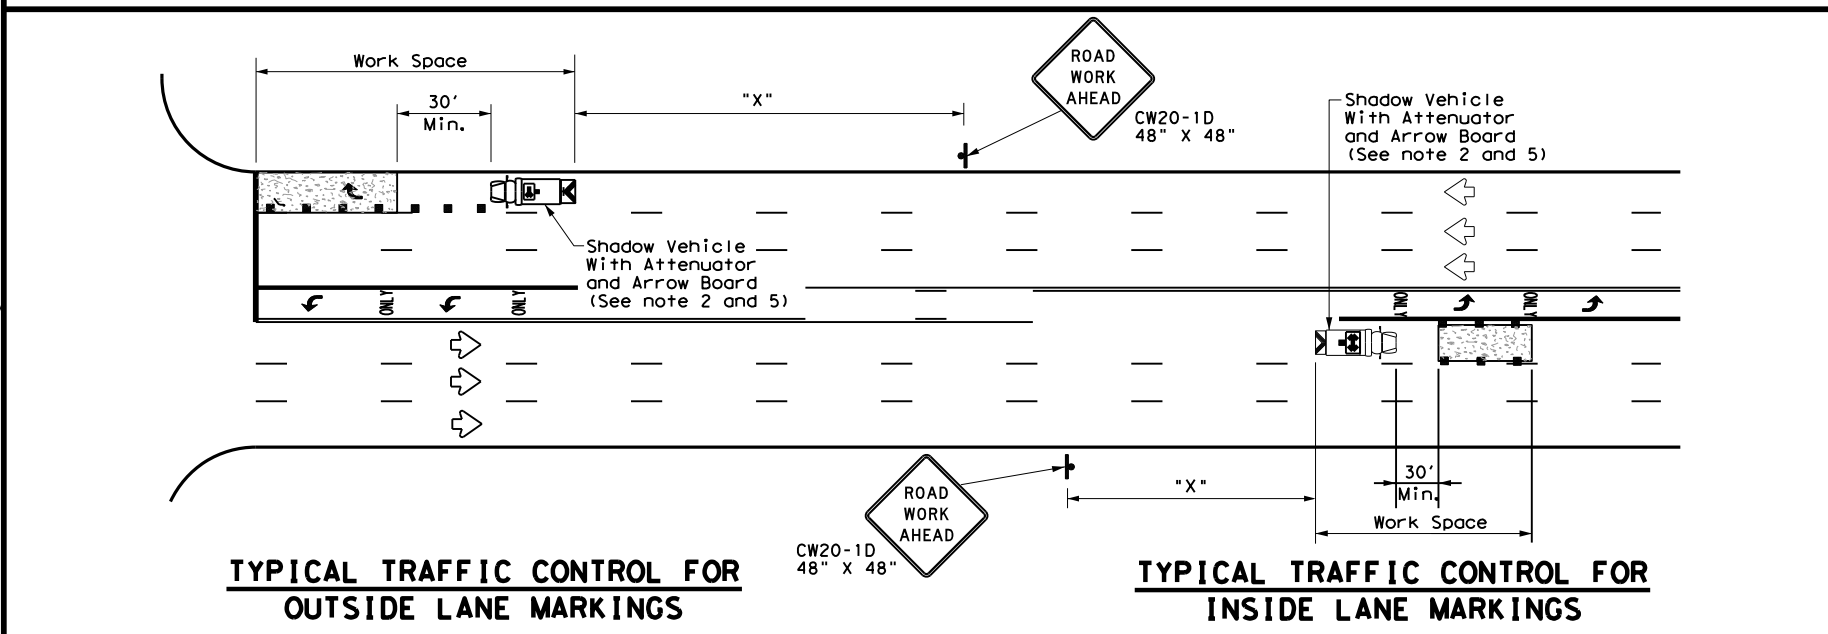 Work Space
30'
Min.
"X"
ROAD
WORK
AHEAD
CW20-1D
48" X 48"
Shadow Vehicle
With Attenuator
and Arrow Board
(See note 2 and 5)
Shadow Vehicle
With Attenuator
and Arrow Board
(See note 2 and 5)
ONLY
ONLY
ONLY
ONLY
ROAD
WORK
AHEAD
CW20-1D
48" X 48"
"X"
30'
Min.
Work Space
TYPICAL TRAFFIC CONTROL FOR
OUTSIDE LANE MARKINGS
TYPICAL TRAFFIC CONTROL FOR
INSIDE LANE MARKINGS